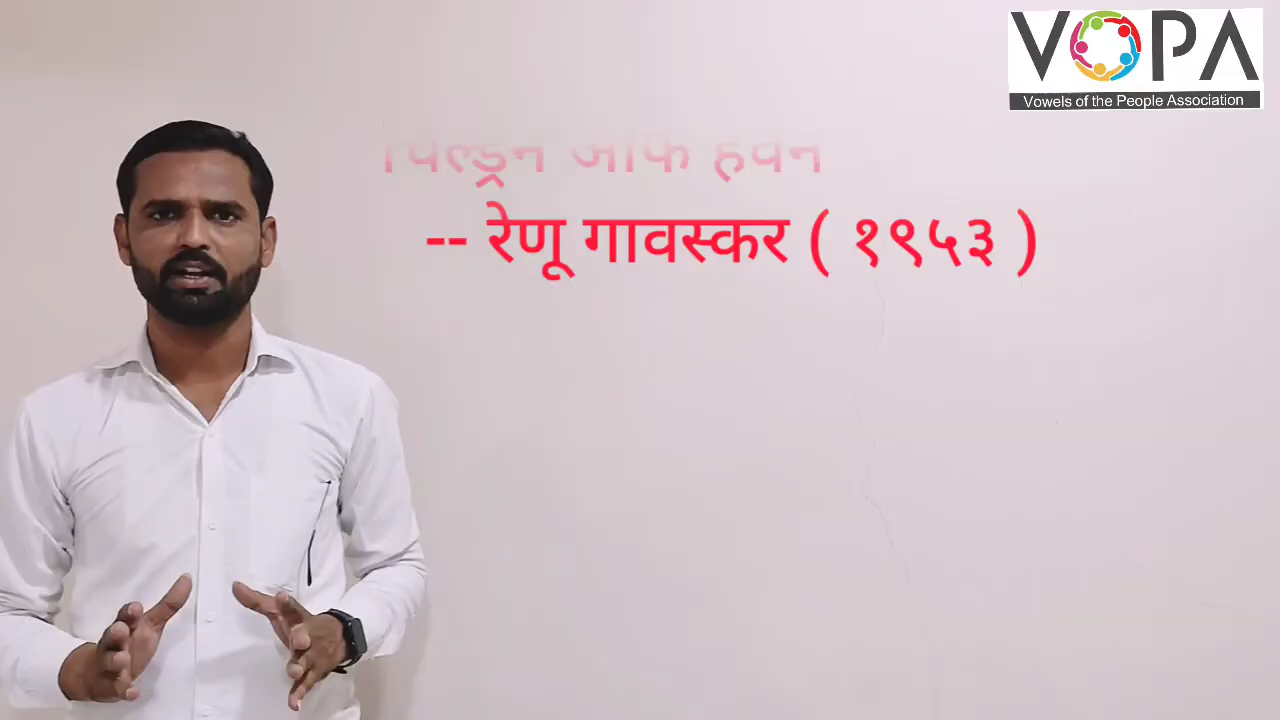 VOPA
Vowels of the People Association
चिल्ड्रन ऑफ हेवन
-- रेणू गावस्कर ( १९५३ )